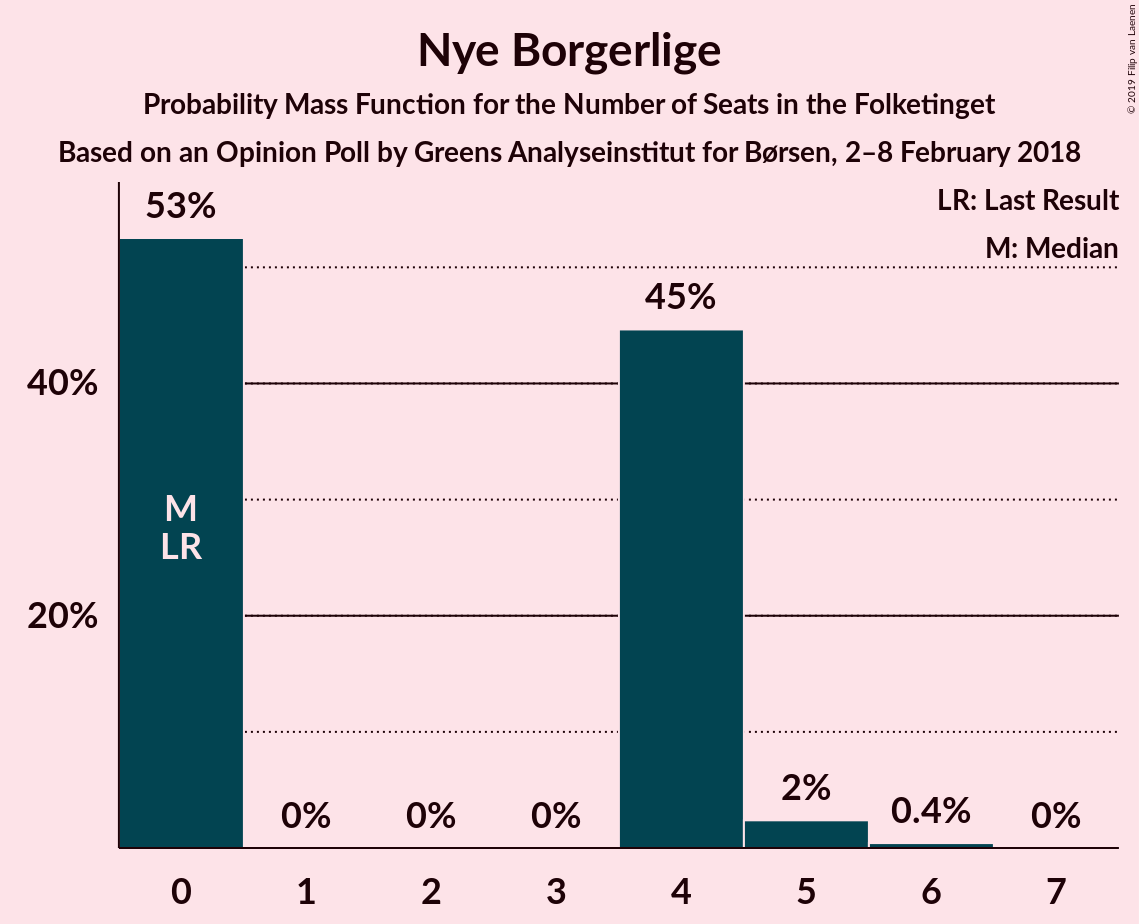 Nye Borgerlige
Probability Mass Function for the Number of Seats in the Folketinget
Based on an Opinion Poll by Greens Analyseinstitut for Børsen, 2–8 February 2018
© 2019 Filip van Laenen
LR: Last Result
M: Median
53%
45%
40%
M
LR
20%
0%
0%
0%
2%
0.4%
0%
0
1
2
3
4
5
6
7